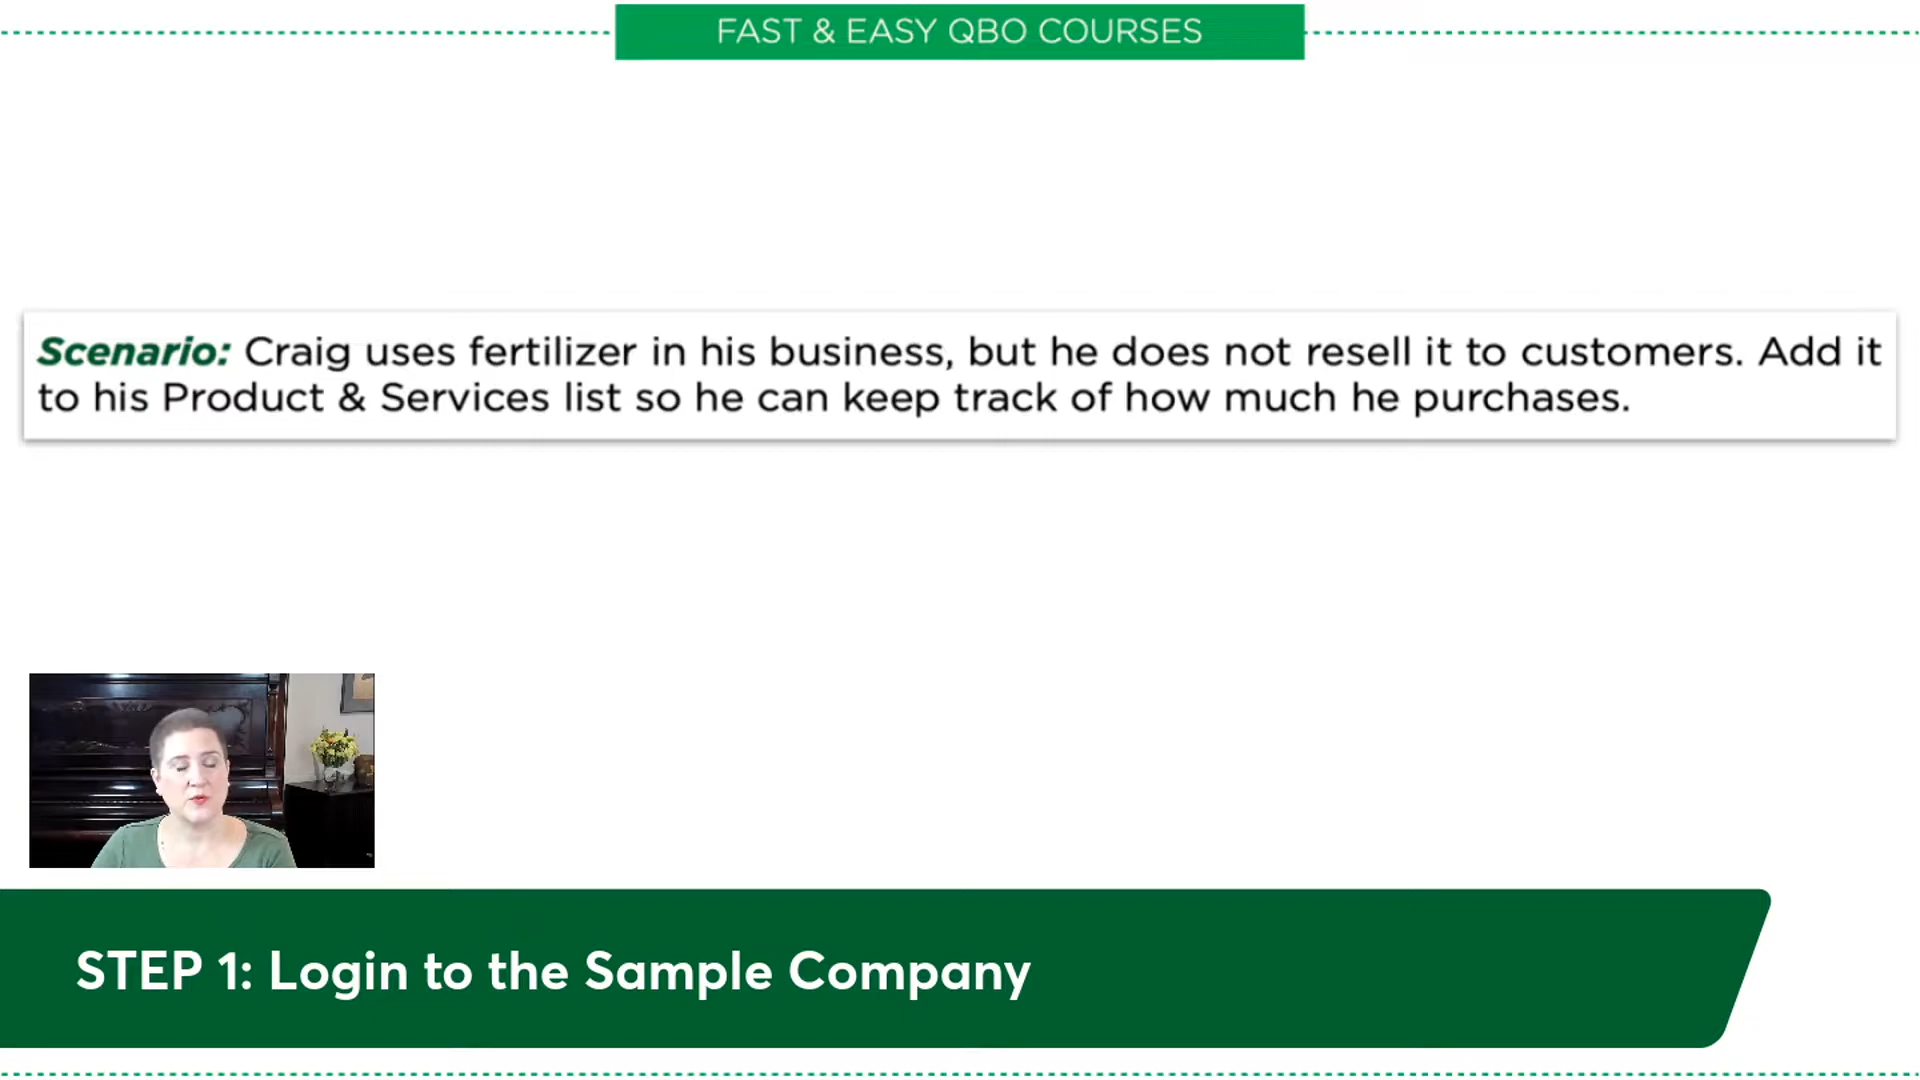 FAST & EASY QBO COURSES
Scenario: Craig uses fertilizer in his business, but he does not resell it to customers. Add it
to his Product & Services list so he can keep track of how much he purchases.
STEP 1: Login to the Sample Company